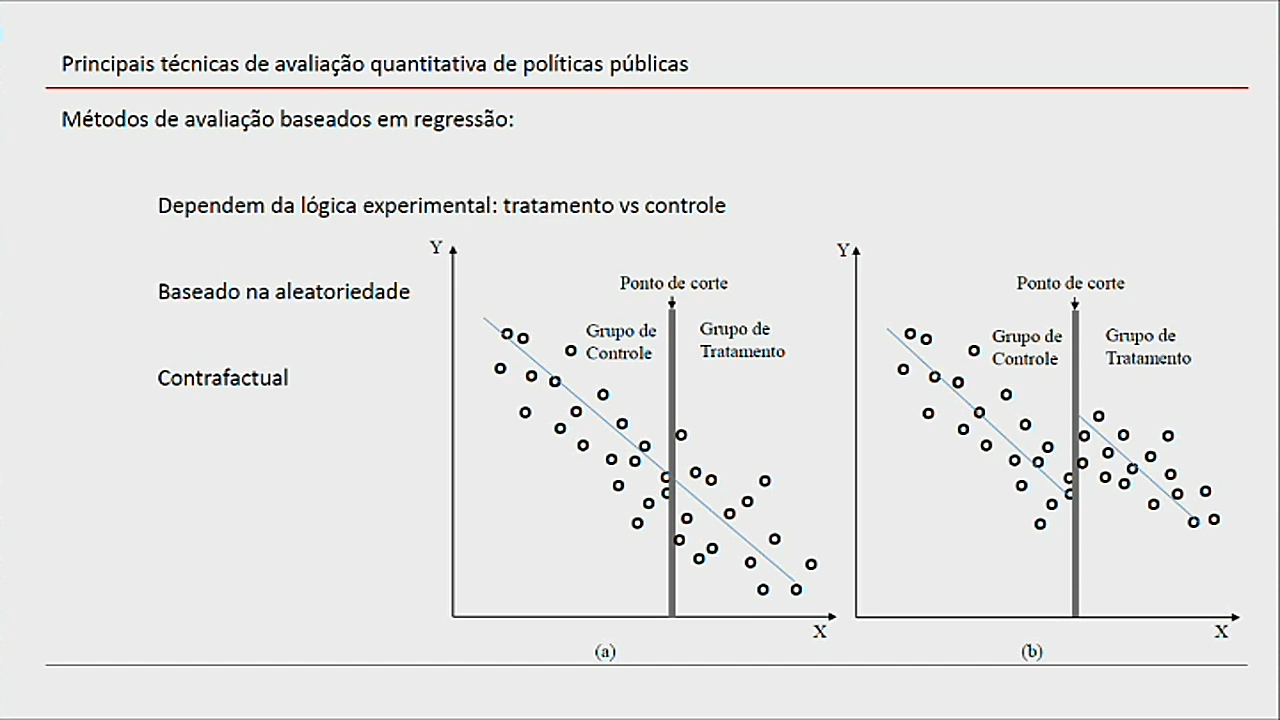 Principais técnicas de avaliação quantitativa de políticas públicas
Métodos de avaliação baseados em regressão:
Dependem da lógica experimental: tratamento vs controle
Baseado na aleatoriedade
Contrafactual
Y
Ponto de corte
Grupo de
Controle
Grupo de
Tratamento
X
(a)
Y
Ponto de corte
Grupo de
Controle
Grupo de
Tratamento
X
(b)